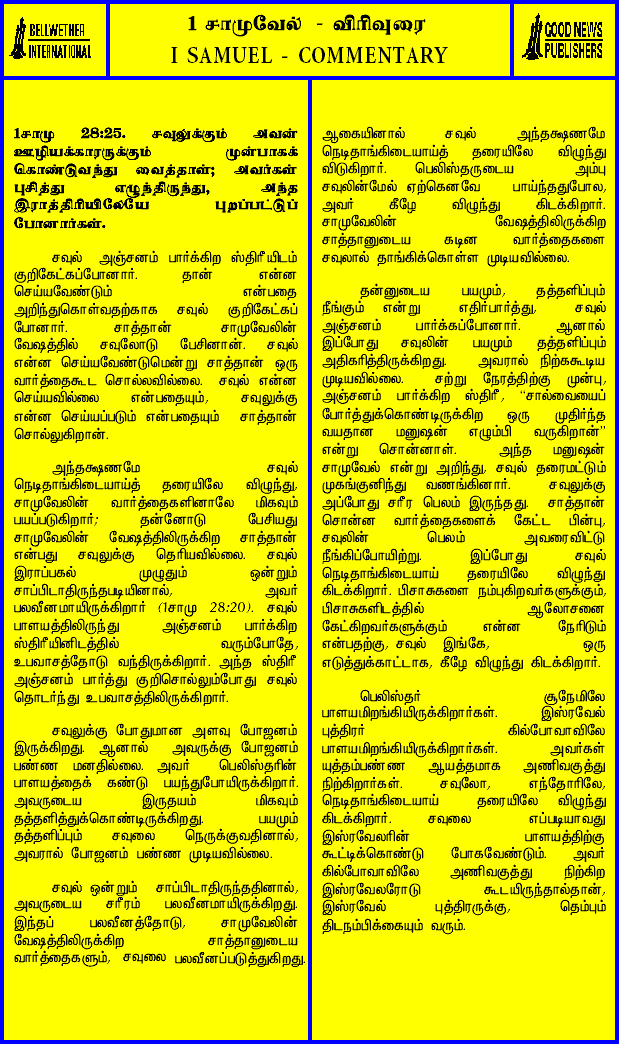 BELLWETHER
INTERNATIONAL
1 சாமுவேல் - விரிவுரை
I SAMUEL - COMMENTARY
GOOD NEWS
PUBLISHERS
1சாமு 28:25. சவுலுக்கும் அவன்
ஊழியக்காரருக்கும் முன்பாகக்
கொண்டுவந்து வைத்தாள்; அவர்கள்
புசித்து எழுந்திருந்து, அந்த
இராத்திரியிலேயே புறப்பட்டுப்
போனார்கள்.
சவுல் அஞ்சனம் பார்க்கிற ஸ்திரீயிடம்
குறிகேட்கப்போனார். தான் என்ன
செய்யவேண்டும் என்பதை
அறிந்துகொள்வதற்காக சவுல் குறிகேட்கப்
போனார். சாத்தான் சாமுவேலின்
வேஷத்தில் சவுலோடு பேசினான். சவுல்
என்ன செய்யவேண்டுமென்று சாத்தான் ஒரு
வார்த்தைகூட சொல்லவில்லை. சவுல் என்ன
செய்யவில்லை என்பதையும், சவுலுக்கு
என்ன செய்யப்படும் என்பதையும் சாத்தான்
சொல்லுகிறான்.
அந்தக்ஷணமே சவுல்
நெடிதாங்கிடையாய்த் தரையிலே விழுந்து,
சாமுவேலின் வார்த்தைகளினாலே மிகவும்
பயப்படுகிறார்; தன்னோடு பேசியது
சாமுவேலின் வேஷத்திலிருக்கிற சாத்தான்
என்பது சவுலுக்கு தெரியவில்லை. சவுல்
இராப்பகல் முழுதும் ஒன்றும்
சாப்பிடாதிருந்தபடியினால், அவர்
பலவீனமாயிருக்கிறார் (1சாமு 28:20). சவுல்
பாளயத்திலிருந்து அஞ்சனம் பார்க்கிற
ஸ்திரீயினிடத்தில் வரும்போதே,
உபவாசத்தோடு வந்திருக்கிறார். அந்த ஸ்திரீ
அஞ்சனம் பார்த்து குறிசொல்லும்போது சவுல்
தொடர்ந்து உபவாசத்திலிருக்கிறார்.
சவுலுக்கு போதுமான அளவு போஜனம்
இருக்கிறது. ஆனால் அவருக்கு போஜனம்
பண்ண மனதில்லை. அவர் பெலிஸ்தரின்
பாளயத்தைக் கண்டு பயந்துபோயிருக்கிறார்.
அவருடைய இருதயம் மிகவும்
தத்தளித்துக்கொண்டிருக்கிறது. பயமும்
தத்தளிப்பும் சவுலை நெருக்குவதினால்,
அவரால் போஜனம் பண்ண முடியவில்லை.
சவுல் ஒன்றும் சாப்பிடாதிருந்ததினால்,
அவருடைய சரீரம் பலவீனமாயிருக்கிறது.
இந்தப் பலவீனத்தோடு, சாமுவேலின்
வேஷத்திலிருக்கிற சாத்தானுடைய
வார்த்தைகளும், சவுலை பலவீனப்படுத்துகிறது.
ஆகையினால் சவுல் அந்தக்ஷணமே
நெடிதாங்கிடையாய்த் தரையிலே விழுந்து
விடுகிறார். பெலிஸ்தருடைய அம்பு
சவுலின்மேல் ஏற்கெனவே பாய்ந்ததுபோல,
அவர் கீழே விழுந்து கிடக்கிறார்.
சாமுவேலின் வேஷத்திலிருக்கிற
சாத்தானுடைய கடின வார்த்தைகளை
சவுலால் தாங்கிக்கொள்ள முடியவில்லை.
தன்னுடைய பயமும், தத்தளிப்பும்
நீங்கும் என்று எதிர்பார்த்து, சவுல்
அஞ்சனம் பார்க்கப்போனார். ஆனால்
இப்போது சவுலின் பயமும் தத்தளிப்பும்
அதிகரித்திருக்கிறது. அவரால் நிற்கக்கூடிய
முடியவில்லை. சற்று நேரத்திற்கு முன்பு,
அஞ்சனம் பார்க்கிற ஸ்திரீ, "சால்வையைப்
போர்த்துக்கொண்டிருக்கிற ஒரு முதிர்ந்த
வயதான மனுஷன் எழும்பி வருகிறான்"
என்று சொன்னாள். அந்த மனுஷன்
சாமுவேல் என்று அறிந்து, சவுல் தரைமட்டும்
முகங்குனிந்து வணங்கினார். சவுலுக்கு
அப்போது சரீர பெலம் இருந்தது. சாத்தான்
சொன்ன வார்த்தைகளைக் கேட்ட பின்பு,
சவுலின் பெலம் அவரைவிட்டு
நீங்கிப்போயிற்று. இப்போது சவுல்
நெடிதாங்கிடையாய் தரையிலே விழுந்து
கிடக்கிறார். பிசாசுகளை நம்புகிறவர்களுக்கும்,
பிசாசுகளிடத்தில் ஆலோசனை
கேட்கிறவர்களுக்கும் என்ன நேரிடும்
என்பதற்கு, சவுல் இங்கே, ஒரு
எடுத்துக்காட்டாக, கீழே விழுந்து கிடக்கிறார்.
பெலிஸ்தர் சூநேமிலே
பாளயமிறங்கியிருக்கிறார்கள். இஸ்ரவேல்
புத்திரர் கில்போவாவிலே
பாளயமிறங்கியிருக்கிறார்கள். அவர்கள்
யுத்தம்பண்ண ஆயத்தமாக அணிவகுத்து
நிற்கிறார்கள். சவுலோ, எந்தோரிலே,
நெடிதாங்கிடையாய் தரையிலே விழுந்து
கிடக்கிறார். சவுலை எப்படியாவது
இஸ்ரவேலரின் பாளயத்திற்கு
கூட்டிக்கொண்டு போகவேண்டும். அவர்
கில்போவாவிலே அணிவகுத்து நிற்கிற
இஸ்ரவேலரோடு கூடயிருந்தால்தான்,
இஸ்ரவேல் புத்திரருக்கு, தெம்பும்
திடநம்பிக்கையும் வரும்.